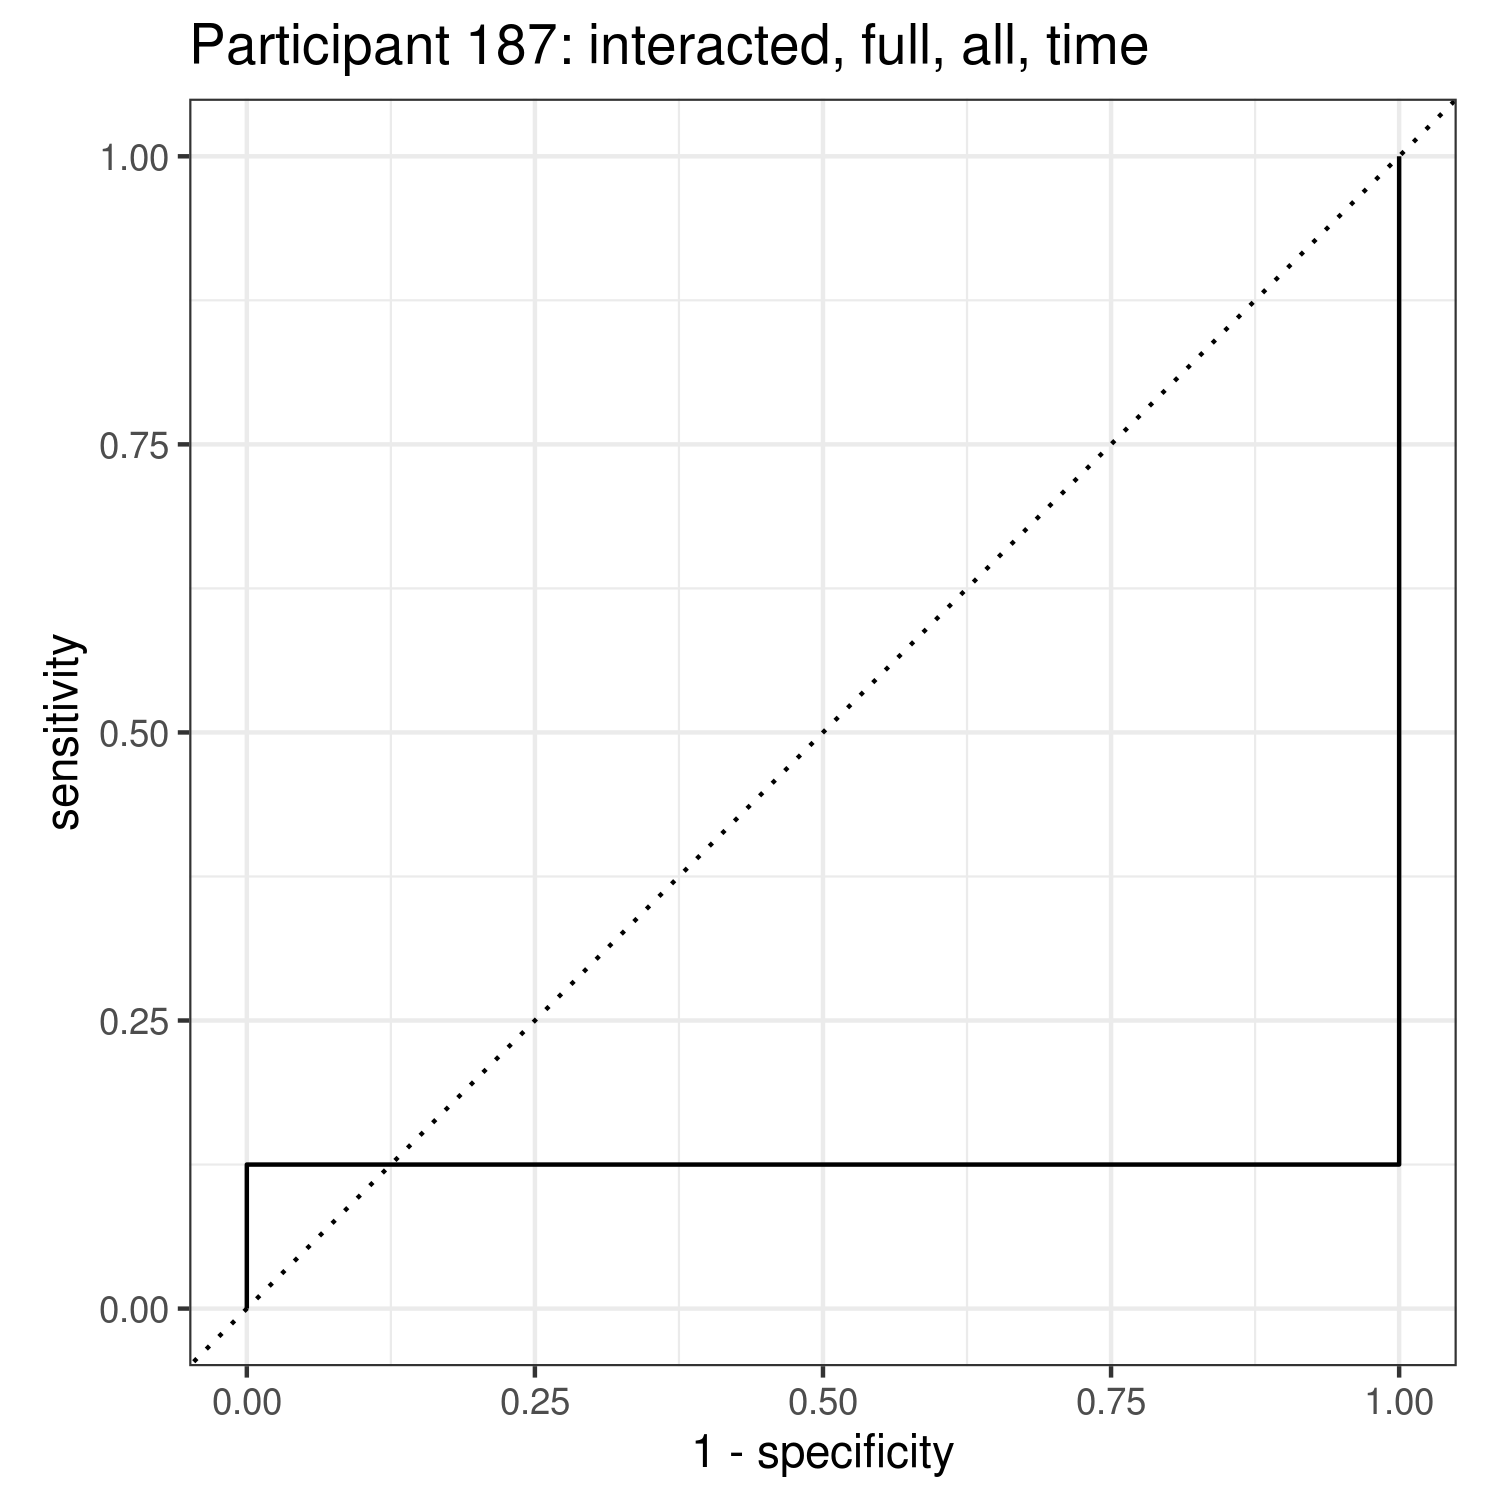 Participant 187: interacted, full, all, time
1.00
0.75
0.50
0.25
0.00
sensitivity
0.00 0.25 0.50 0.75 1.00
1 - specificity